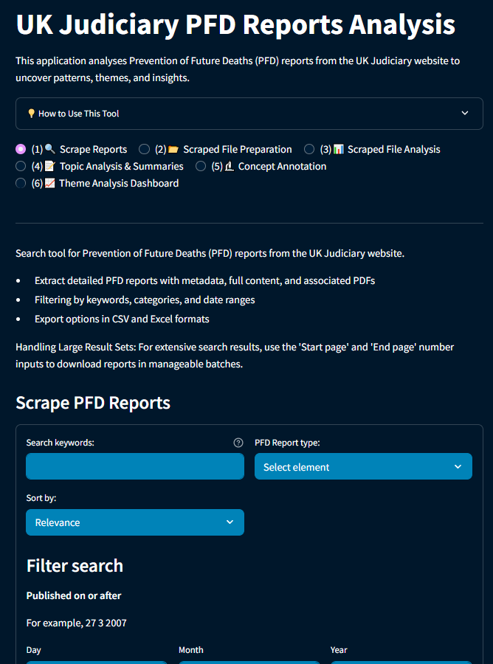 UK Judiciary PFD Reports Analysis
This application analyses Prevention of Future Deaths (PFD) reports from the UK Judiciary website to
uncover patterns, themes, and insights.
💡 How to Use This Tool
(1)🔍 Scrape Reports (2)📂 Scraped File Preparation (3)📊 Scraped File Analysis
(4)📝 Topic Analysis & Summaries (5)🔬 Concept Annotation
(6)📈 Theme Analysis Dashboard
Search tool for Prevention of Future Deaths (PFD) reports from the UK Judiciary website.
• Extract detailed PFD reports with metadata, full content, and associated PDFs
• Filtering by keywords, categories, and date ranges
• Export options in CSV and Excel formats
Handling Large Result Sets: For extensive search results, use the 'Start page' and 'End page' number
inputs to download reports in manageable batches.
Scrape PFD Reports
Search keywords: PFD Report type:
Select element
Sort by:
Relevance
Filter search
Published on or after
For example, 27 3 2007
Day Month Year